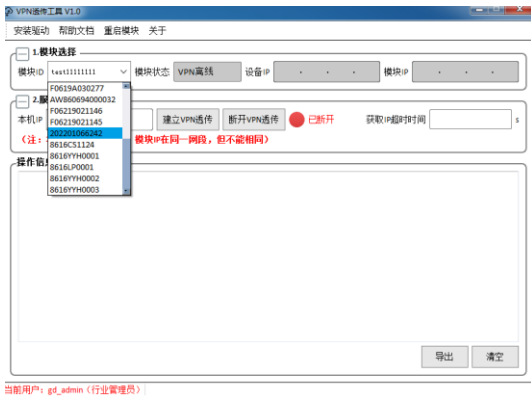 VPN透传工具 V1.0
安装驱动 帮助文档 重启模块 关于
1.模块选择
模块ID test11111111 模块状态 VPN离线 设备IP 模块IP
F0619A030277
AW860694000032
F06219021146
F06219021145
202201066242
8616C51124
8616YYH0001
8616LP0001
8616YYH0002
8616YYH0003
2.
本机IP 建立VPN透传 断开VPN透传 已断开 获取IP超时时间 s
（注： 模块IP在同一网段，但不能相同）
操作信
导出 清空
当前用户：gd_admin（行业管理员）